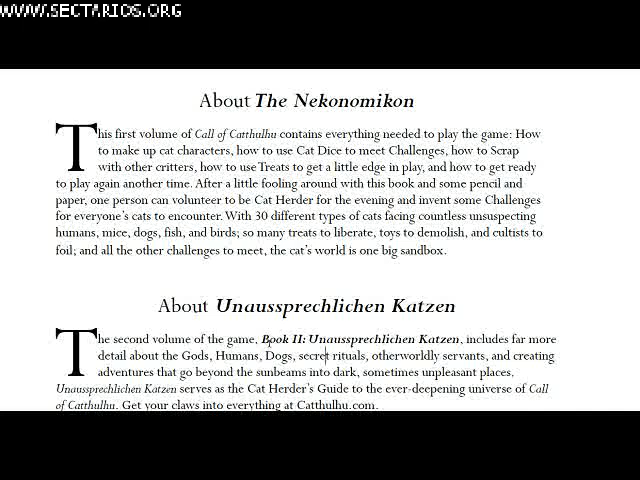 WWW.SECTARIOS.ORG
About The Nekonomikon
This first volume of Call of Catthulhu contains everything needed to play the game: How
to make up cat characters, how to use Cat Dice to meet Challenges, how to Scrap
with other critters, how to use Treats to get a little edge in play, and how to get ready
to play again another time. After a little fooling around with this book and some pencil and
paper, one person can volunteer to be Cat Herder for the evening and invent some Challenges
for everyone's cats to encounter. With 30 different types of cats facing countless unsuspecting
humans, mice, dogs, fish, and birds; so many treats to liberate, toys to demolish, and cultists to
foil; and all the other challenges to meet, the cat's world is one big sandbox.
About Unaussprechlichen Katzen
The second volume of the game, Book II: Unaussprechlichen Katzen, includes far more
detail about the Gods, Humans, Dogs, secret rituals, otherworldly servants, and creating
adventures that go beyond the sunbeams into dark, sometimes unpleasant places.
Unaussprechlichen Katzen serves as the Cat Herder's Guide to the ever-deepening universe of Call
of Catthulhu. Get your claws into everything at Catthulhu.com.